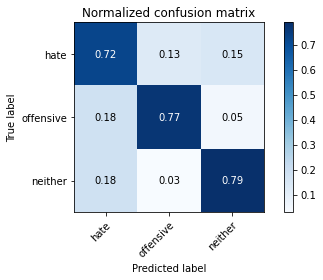 Normalized confusion matrix
True label
hate 0.72 0.13 0.15
offensive 0.18 0.77 0.05
neither 0.18 0.03 0.79
hate offensive neither
Predicted label
0.7
0.6
0.5
0.4
0.3
0.2
0.1